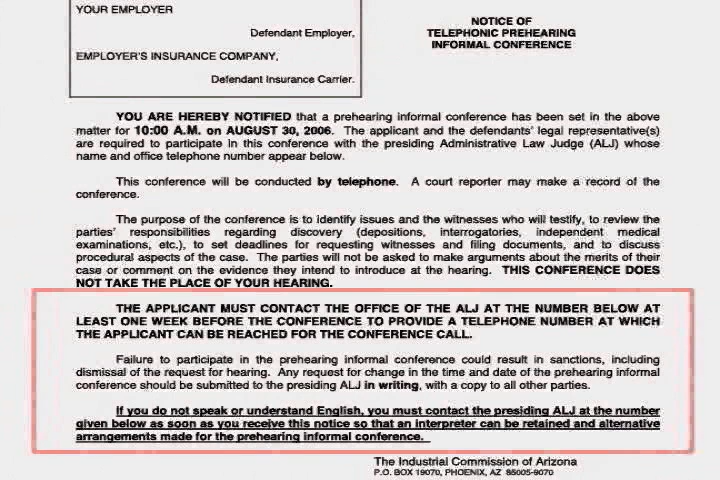 YOUR EMPLOYER
Defendant Employer,
EMPLOYER'S INSURANCE COMPANY,
Defendant Insurance Carrier.
NOTICE OF
TELEPHONIC PREHEARING
INFORMAL CONFERENCE
YOU ARE HEREBY NOTIFIED that a prehearing informal conference has been set in the above
matter for 10:00 A.M. on AUGUST 30, 2006. The applicant and the defendants' legal representative(s)
are required to participate in this conference with the presiding Administrative Law Judge (ALJ) whose
name and office telephone number appear below.
This conference will be conducted by telephone. A court reporter may make a record of the
conference.
The purpose of the conference is to identify issues and the witnesses who will testify, to review the
parties' responsibilities regarding discovery (depositions, interrogatories, independent medical
examinations, etc.), to set deadlines for requesting witnesses and filing documents, and to discuss
procedural aspects of the case. The parties will not be asked to make arguments about the merits of their
case or comment on the evidence they intend to introduce at the hearing. THIS CONFERENCE DOES
NOT TAKE THE PLACE OF YOUR HEARING.
THE APPLICANT MUST CONTACT THE OFFICE OF THE ALJ AT THE NUMBER BELOW AT
LEAST ONE WEEK BEFORE THE CONFERENCE TO PROVIDE A TELEPHONE NUMBER AT WHICH
THE APPLICANT CAN BE REACHED FOR THE CONFERENCE CALL.
Failure to participate in the prehearing informal conference could result in sanctions, including
dismissal of the request for hearing. Any request for change in the time and date of the prehearing informal
conference should be submitted to the presiding ALJ in writing, with a copy to all other parties.
If you do not speak or understand English, you must contact the presiding ALJ at the number
given below as soon as you receive this notice so that an interpreter can be retained and alternative
arrangements made for the prehearing informal conference.
The Industrial Commission of Arizona
P.O. BOX 19070, PHOENIX, AZ 85005-9070